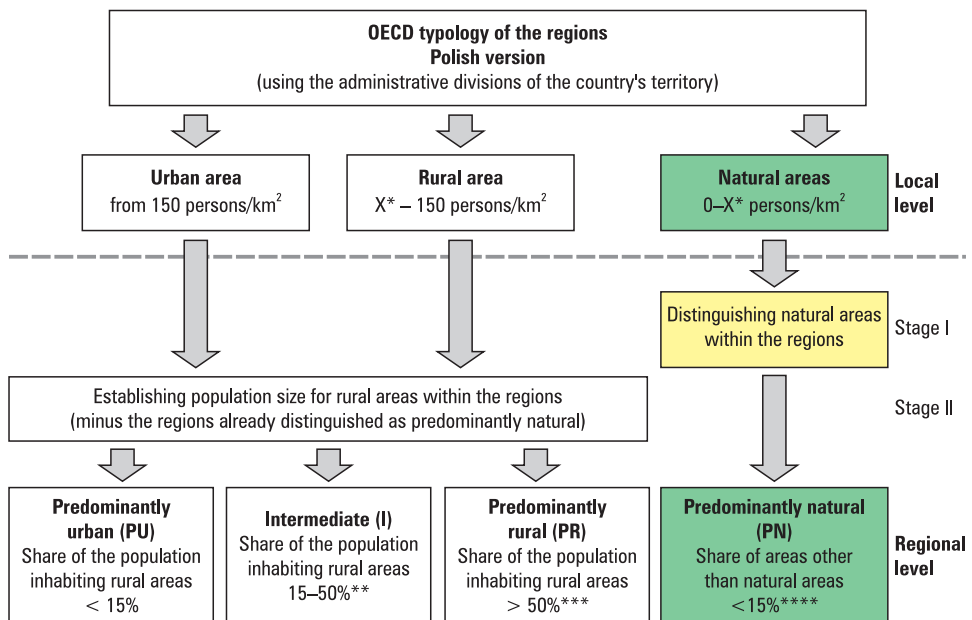 OECD typology of the regions
Polish version
(using the administrative divisions of the country's territory)
Urban area
from 150 persons/km²
Rural area
X* – 150 persons/km²
Natural areas
0–X* persons/km²
Local
level
Distinguishing natural areas
within the regions
Stage I
Establishing population size for rural areas within the regions
(minus the regions already distinguished as predominantly natural)
Stage II
Predominantly
urban (PU)
Share of the population
inhabiting rural areas
< 15%
Intermediate (I)
Share of the population
inhabiting rural areas
15–50%**
Predominantly
rural (PR)
Share of the population
inhabiting rural areas
> 50%***
Predominantly natural
(PN)
Share of areas other
than natural areas
<15%****
Regional
level